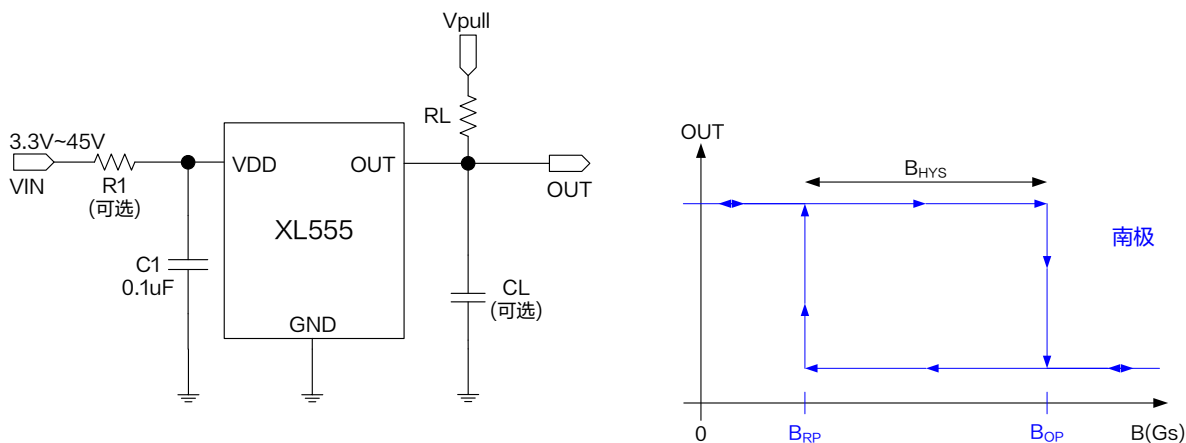 Vpull
RL
3.3V~45V
VIN
R1
(可选)
VDD
OUT
OUT
XL555
C1
0.1uF
GND
CL
(可选)
OUT
BHYS
南极
0
BRP
BOP
B(Gs)